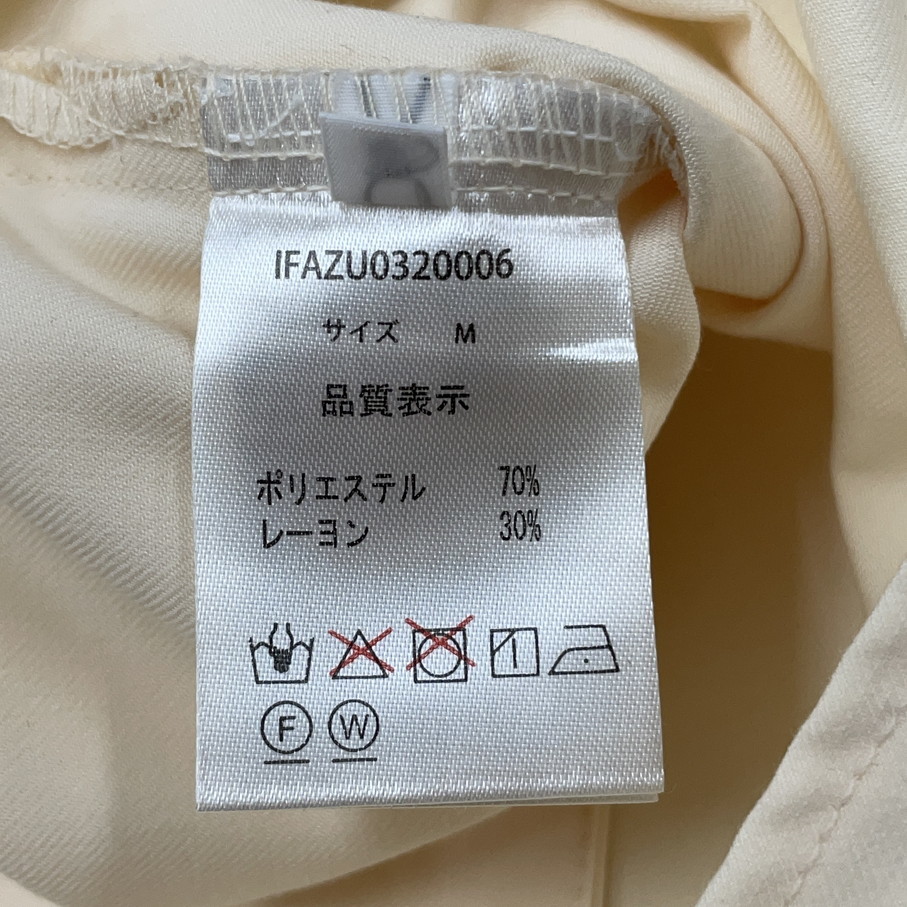 IFAZU0320006
サイズ M
品質表示
ポリエステル 70%
レーヨン 30%
F W